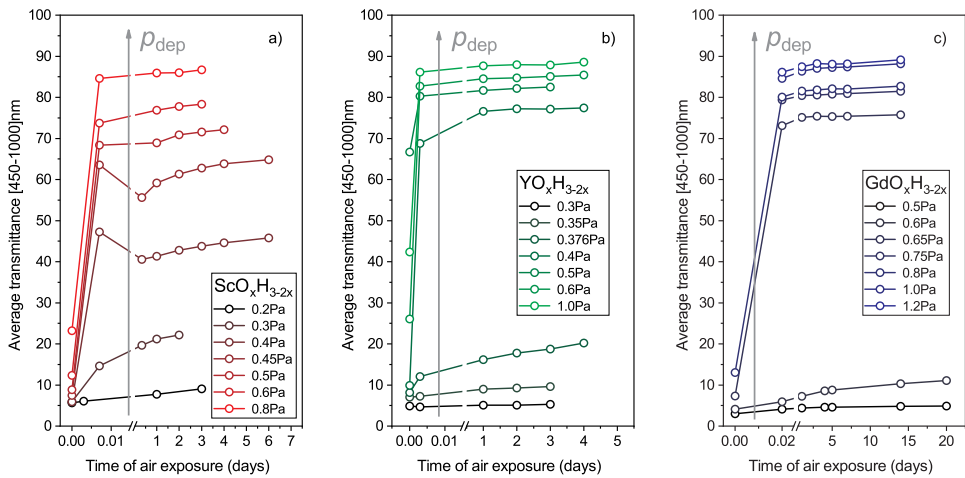 a)
p_dep
Average transmittance [450-1000]nm
100
90
80
70
60
50
40
30
20
10
0
ScO_xH_{3-2x}
0.2Pa
0.3Pa
0.4Pa
0.45Pa
0.5Pa
0.6Pa
0.8Pa
0.00 0.01 // 1 2 3 4 5 6 7
Time of air exposure (days)
b)
p_dep
Average transmittance [450-1000]nm
100
90
80
70
60
50
40
30
20
10
0
YO_xH_{3-2x}
0.3Pa
0.35Pa
0.376Pa
0.4Pa
0.5Pa
0.6Pa
1.0Pa
0.00 0.01 // 1 2 3 4 5
Time of air exposure (days)
c)
p_dep
Average transmittance [450-1000]nm
100
90
80
70
60
50
40
30
20
10
0
GdO_xH_{3-2x}
0.5Pa
0.6Pa
0.65Pa
0.75Pa
0.8Pa
1.0Pa
1.2Pa
0.00 0.02 // 5 10 15 20
Time of air exposure (days)